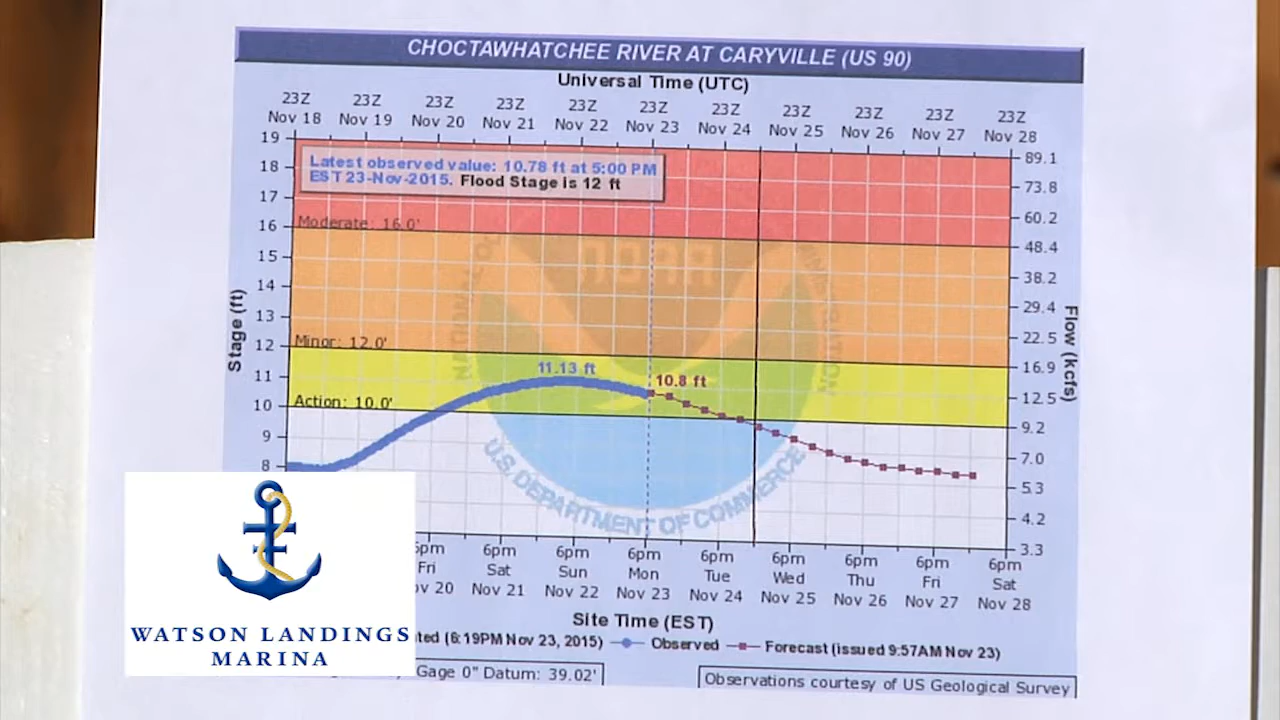 CHOCTAWHATCHEE RIVER AT CARYVILLE (US 90)
Universal Time (UTC)
23Z 23Z 23Z 23Z 23Z 23Z 23Z 23Z 23Z 23Z 23Z
Nov 18 Nov 19 Nov 20 Nov 21 Nov 22 Nov 23 Nov 24 Nov 25 Nov 26 Nov 27 Nov 28
Latest observed value: 10.78 ft at 5:00 PM
EST 23-Nov-2015. Flood Stage is 12 ft
Moderate: 16.0'
Minor: 12.0'
Action: 10.0'
11.13 ft
10.8 ft
Stage (ft)
19
18
17
16
15
14
13
12
11
10
9
8
Flow (kcfs)
89.1
73.8
60.2
48.4
38.2
29.4
22.5
16.9
12.5
9.2
7.0
5.3
4.2
3.3
NOAA
U.S. DEPARTMENT OF COMMERCE
6pm 6pm 6pm 6pm 6pm 6pm 6pm 6pm
Fri Sat Sun Mon Tue Wed Thu Fri Sat
20 Nov 21 Nov 22 Nov 23 Nov 24 Nov 25 Nov 26 Nov 27 Nov 28
Site Time (EST)
(6:19PM Nov 23, 2015) Observed Forecast (issued 9:57AM Nov 23)
Gage 0" Datum: 39.02'
Observations courtesy of US Geological Survey
WATSON LANDINGS
MARINA